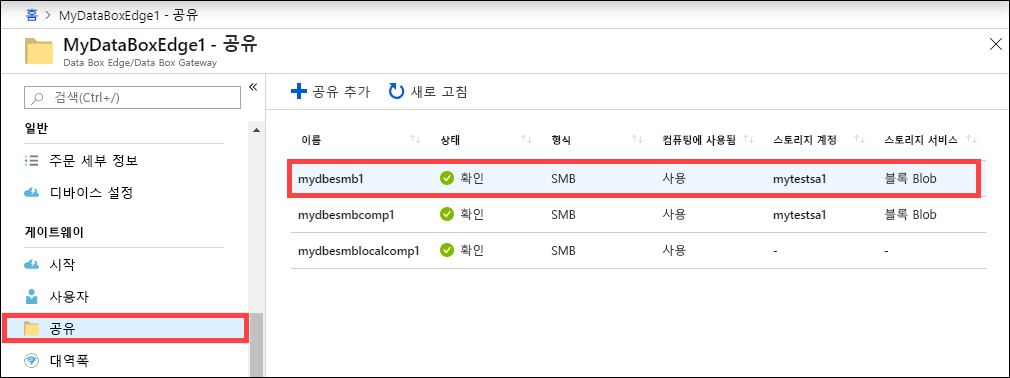 홈 > MyDataBoxEdge1 - 공유
MyDataBoxEdge1 - 공유
Data Box Edge/Data Box Gateway
검색(Ctrl+/)
일반
주문 세부 정보
디바이스 설정
게이트웨이
시작
사용자
공유
대역폭
공유 추가 새로 고침
이름 상태 형식 컴퓨팅에 사용됨 스토리지 계정 스토리지 서비스
mydbesmb1 확인 SMB 사용 mytestsa1 블록 Blob
mydbesmbcomp1 확인 SMB 사용 mytestsa1 블록 Blob
mydbesmblocalcomp1 확인 SMB 사용 - -